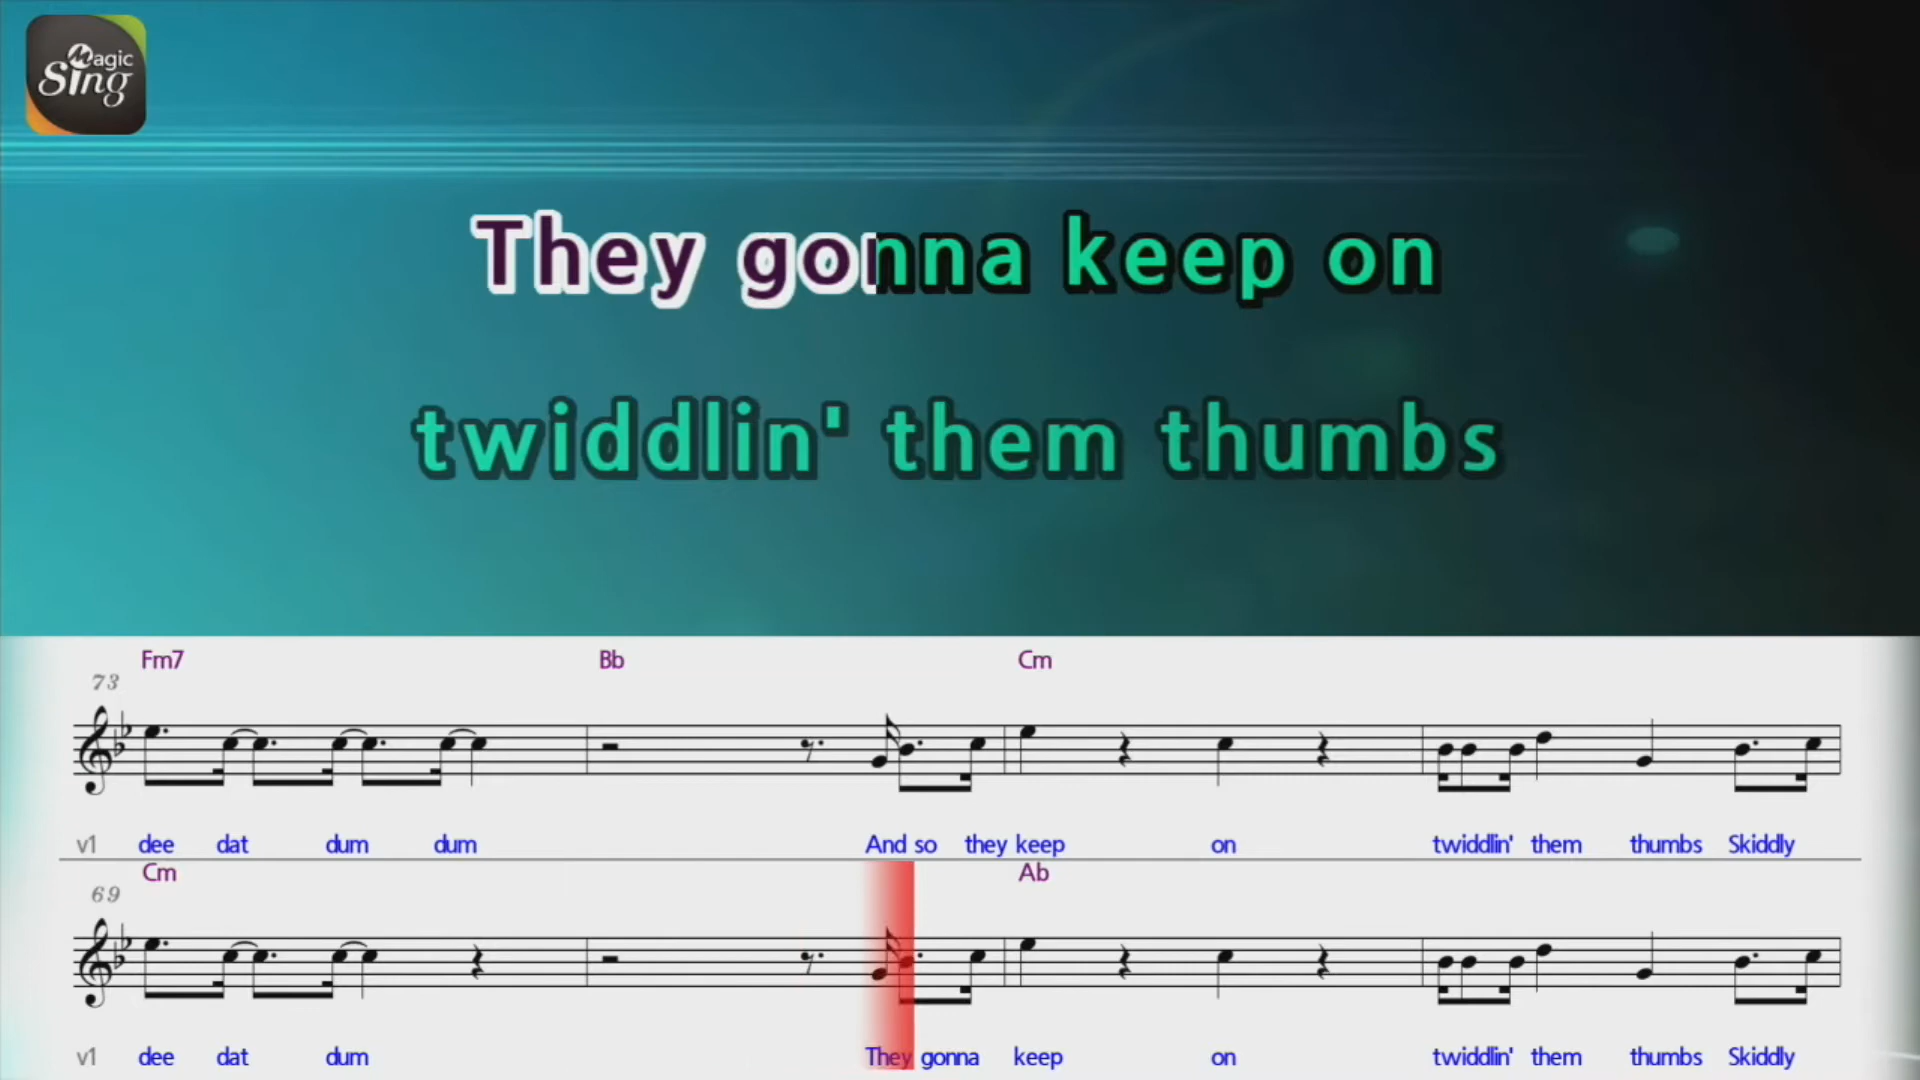 Magic
Sing
They gonna keep on
twiddlin' them thumbs
Fm7 Bb Cm
73
v1 dee dat dum dum And so they keep on twiddlin' them thumbs Skiddly
Cm Ab
69
v1 dee dat dum They gonna keep on twiddlin' them thumbs Skiddly